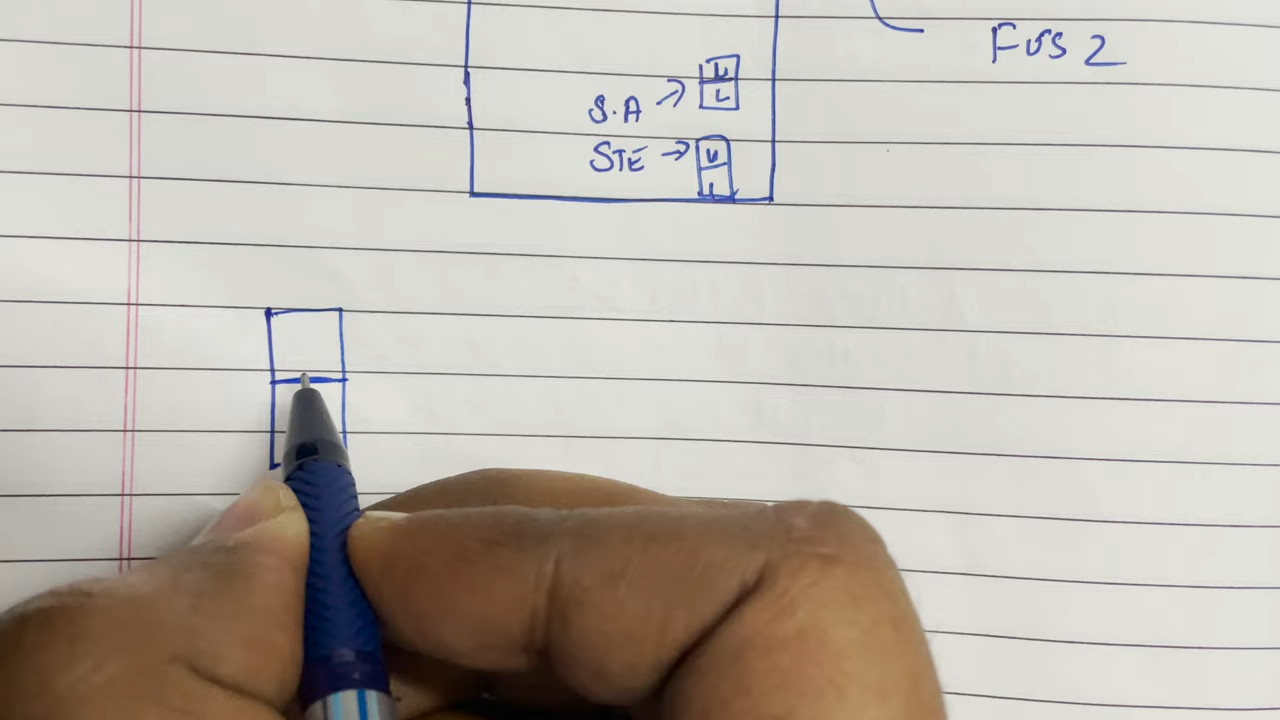 Fus 2
U
S.A → L
STE → U
L